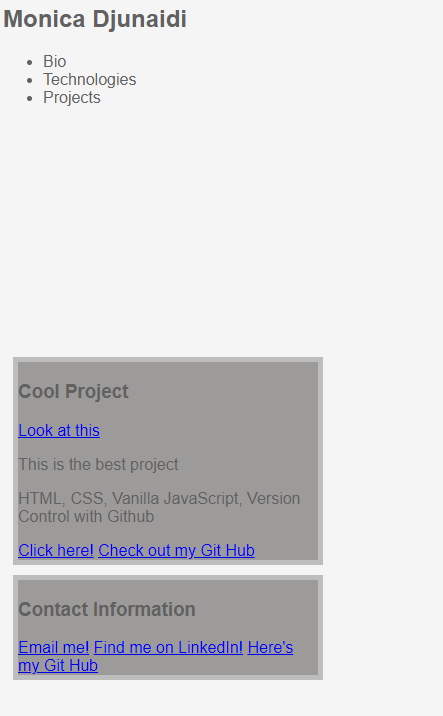 Monica Djunaidi
Bio
Technologies
Projects
Cool Project
Look at this
This is the best project
HTML, CSS, Vanilla JavaScript, Version
Control with Github
Click here! Check out my Git Hub
Contact Information
Email me! Find me on LinkedIn! Here's
my Git Hub